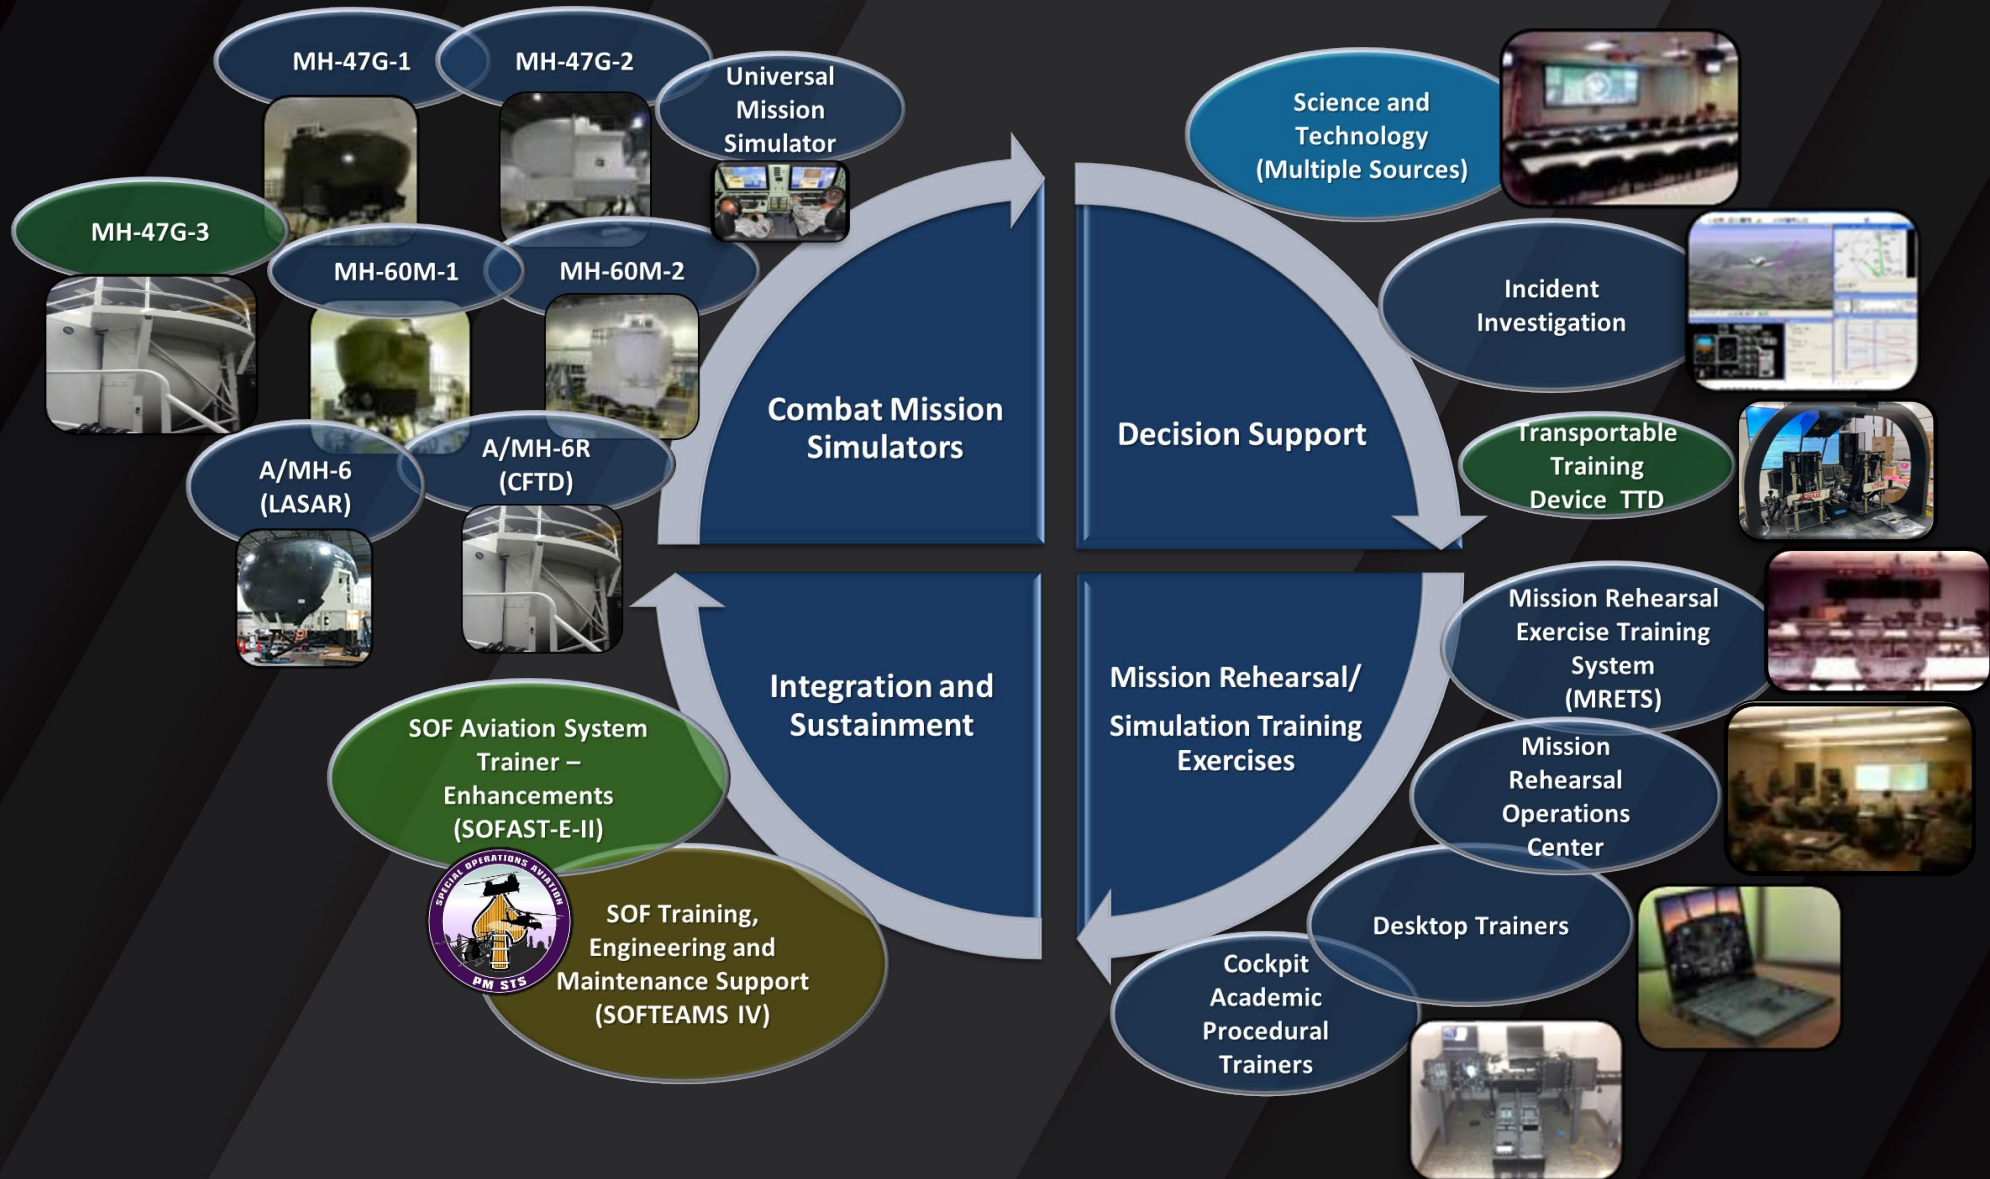 MH-47G-1
MH-47G-2
Universal
Mission
Simulator
MH-47G-3
MH-60M-1
MH-60M-2
A/MH-6
(LASAR)
A/MH-6R
(CFTD)
Combat Mission
Simulators
Decision Support
Science and
Technology
(Multiple Sources)
Incident
Investigation
Transportable
Training
Device TTD
Mission Rehearsal
Exercise Training
System
(MRETS)
Mission
Rehearsal
Operations
Center
Desktop Trainers
Cockpit
Academic
Procedural
Trainers
Mission Rehearsal/
Simulation Training
Exercises
Integration and
Sustainment
SOF Aviation System
Trainer –
Enhancements
(SOFAST-E-II)
SPECIAL OPERATIONS AVIATION
PM STS
SOF Training,
Engineering and
Maintenance Support
(SOFTEAMS IV)